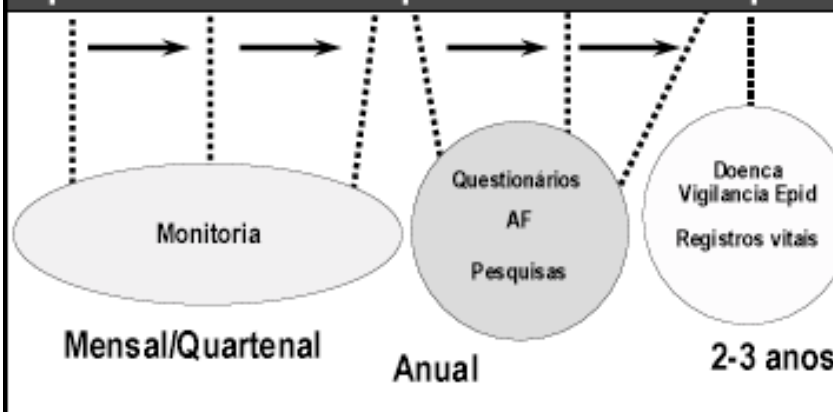 Monitoria
Mensal/Quartenal
Questionários
AF
Pesquisas
Anual
Doenca
Vigilancia Epid
Registros vitais
2-3 anos